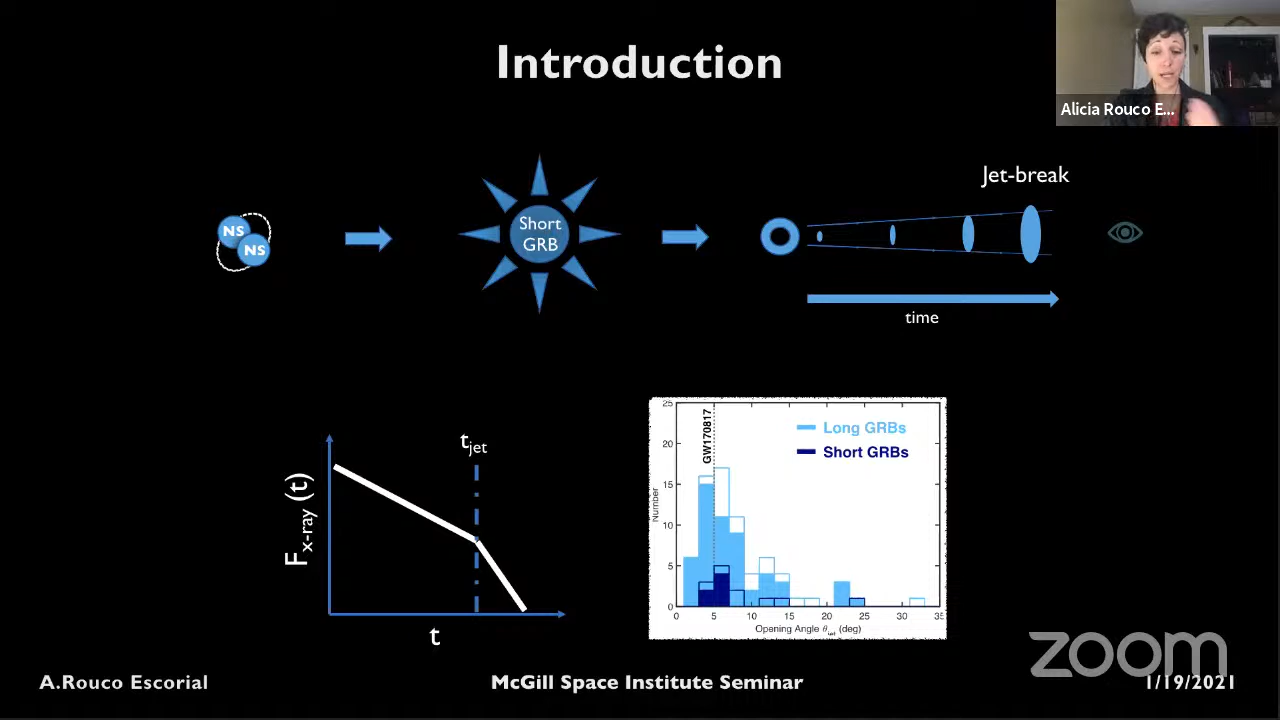 Introduction
Alicia Rouco E...
Jet-break
NS
NS
Short
GRB
time
t_jet
F_x-ray (t)
t
25
20
15
10
5
0
Number
GW170817
Long GRBs
Short GRBs
0 5 10 15 20 25 30 35
Opening Angle θ_jet (deg)
zoom
A.Rouco Escorial
McGill Space Institute Seminar
1/19/2021